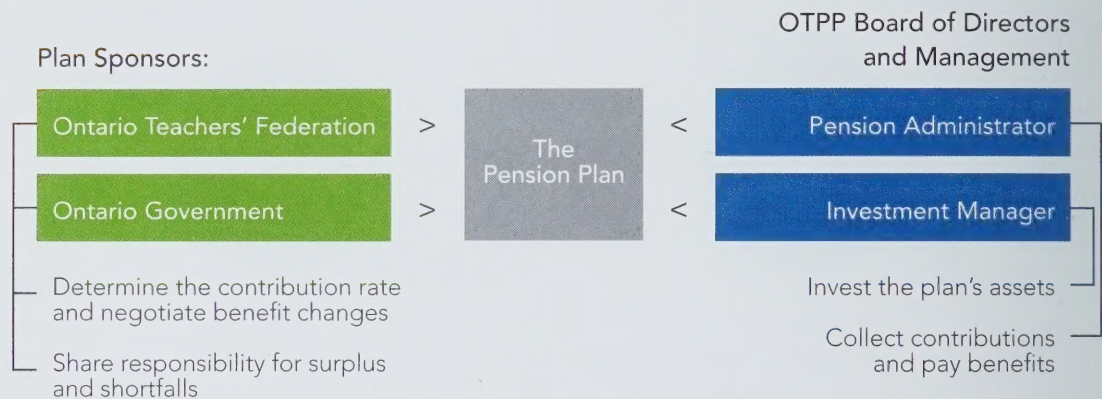 Plan Sponsors:
Ontario Teachers' Federation
Ontario Government
Determine the contribution rate
and negotiate benefit changes
Share responsibility for surplus
and shortfalls
>
>
The
Pension Plan
<
<
OTPP Board of Directors
and Management
Pension Administrator
Investment Manager
Invest the plan's assets
Collect contributions
and pay benefits